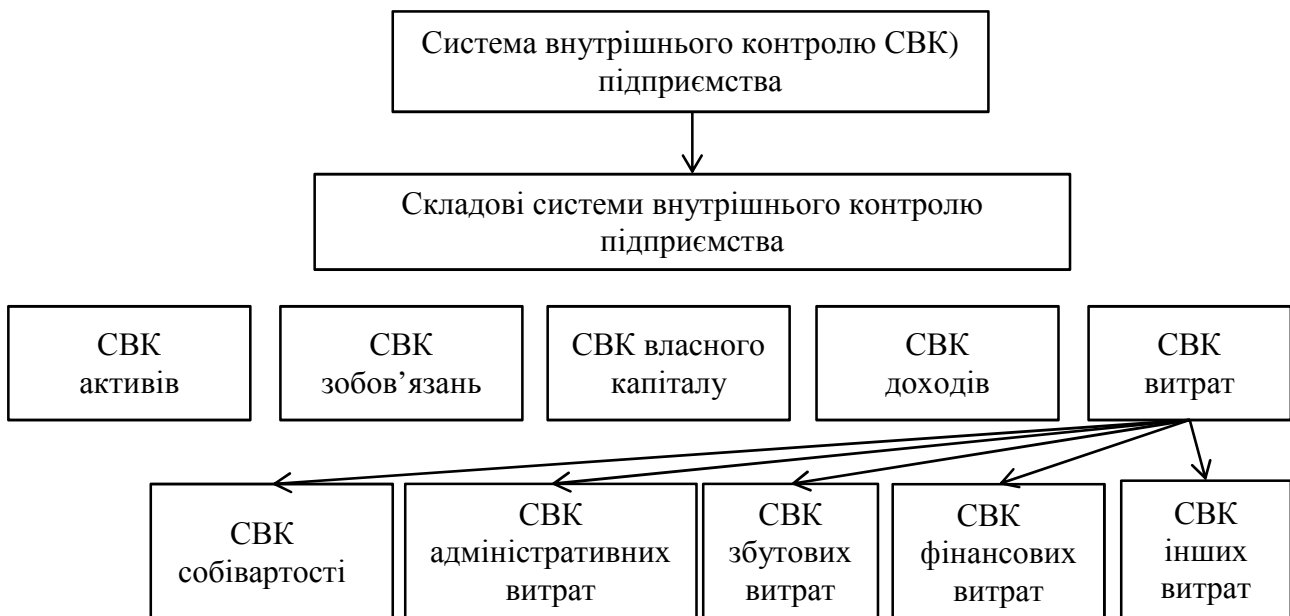 Система внутрішнього контролю СВК)
підприємства
Складові системи внутрішнього контролю
підприємства
СВК
активів
СВК
зобов’язань
СВК власного
капіталу
СВК
доходів
СВК
витрат
СВК
собівартості
СВК
адміністративних
витрат
СВК
збутових
витрат
СВК
фінансових
витрат
СВК
інших
витрат